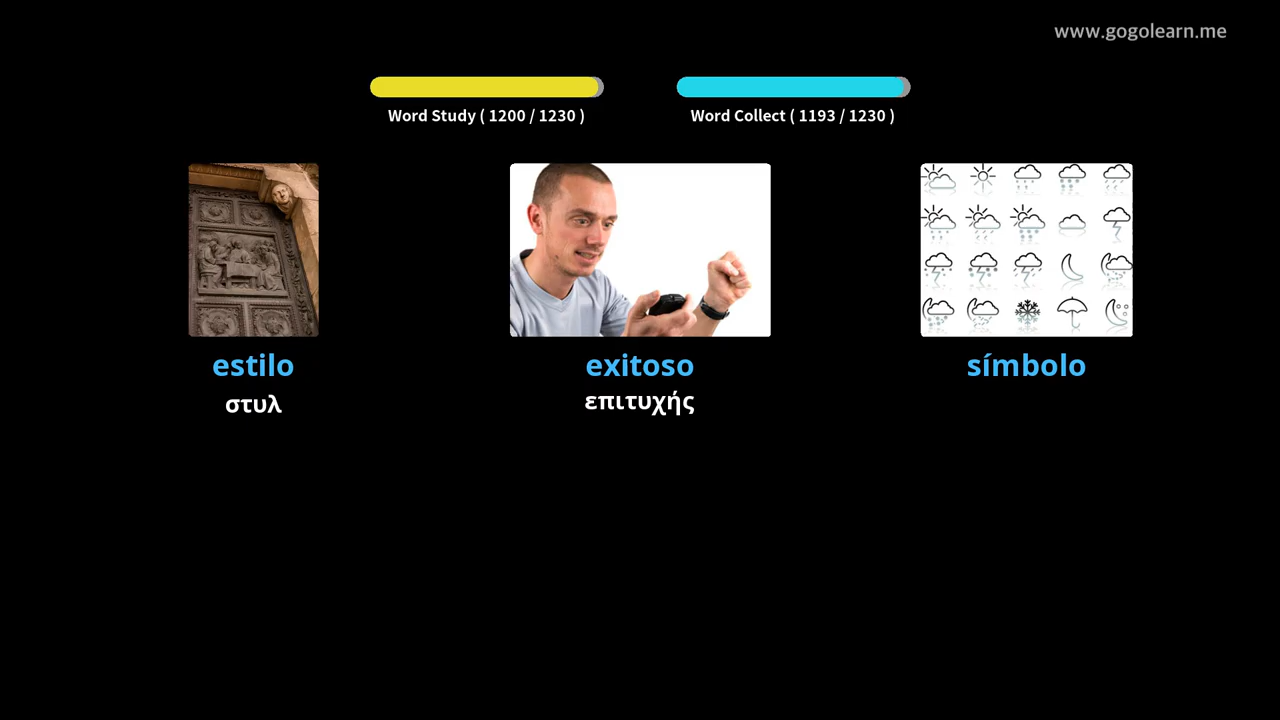 www.gogolearn.me
Word Study ( 1200 / 1230 )
Word Collect ( 1193 / 1230 )
estilo
στυλ
exitoso
επιτυχής
símbolo